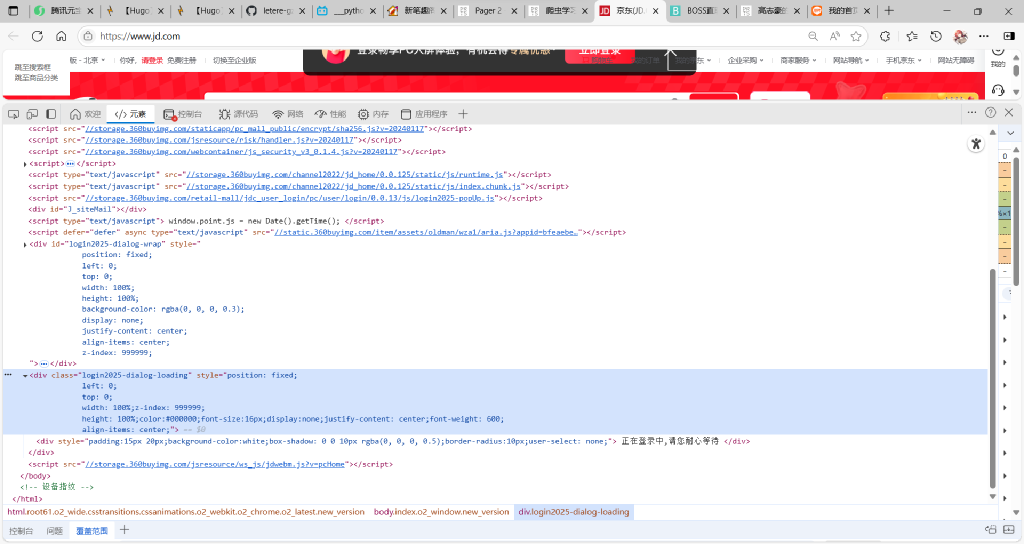 腾讯元宝
【Hugo
【Hugo
letere-ga
__pytho
新笔趣阁
Pager 2
爬虫学习
京东(JD.
BOSS直聘
高志豪的
我的首页
https://www.jd.com
跳至搜索框
跳至商品分类
版 - 北京
你好,
请登录
免费注册
切换至企业版
企业采购
商家服务
网站导航
手机京东
网站无障碍
我的
欢迎
元素
控制台
源代码
网络
性能
内存
应用程序
<script src="//storage.360buyimg.com/staticapp/pc_mall_public/encrypt/sha256.js?v=20240117"></script>
<script src="//storage.360buyimg.com/jsresource/risk/handler.js?v=20240117"></script>
<script src="//storage.360buyimg.com/webcontainer/js_security_v3_0.1.4.js?v=20240117"></script>
<script>…</script>
<script type="text/javascript" src="//storage.360buyimg.com/channel2022/jd_home/0.0.125/static/js/runtime.js"></script>
<script type="text/javascript" src="//storage.360buyimg.com/channel2022/jd_home/0.0.125/static/js/index.chunk.js"></script>
<script src="//storage.360buyimg.com/retail-mall/jdc_user_login/pc/user/login/0.0.13/js/login2025-popUp.js"></script>
<div id="J_siteMail"></div>
<script type="text/javascript"> window.point.js = new Date().getTime(); </script>
<script defer="defer" async type="text/javascript" src="//static.360buyimg.com/item/assets/oldman/wza1/aria.js?appid=bfeaebe…"></script>
<div id="login2025-dialog-wrap" style="
position: fixed;
left: 0;
top: 0;
width: 100%;
height: 100%;
background-color: rgba(0, 0, 0, 0.3);
display: none;
justify-content: center;
align-items: center;
z-index: 999999;
">…</div>
<div class="login2025-dialog-loading" style="position: fixed;
left: 0;
top: 0;
width: 100%;z-index: 999999;
height: 100%;color:#000000;font-size:16px;display:none;justify-content: center;font-weight: 600;
align-items: center;"> == $0
<div style="padding:15px 20px;background-color:white;box-shadow: 0 0 10px rgba(0, 0, 0, 0.5);border-radius:10px;user-select: none;"> 正在登录中,请您耐心等待 </div>
</div>
<script src="//storage.360buyimg.com/jsresource/ws_js/jdwebm.js?v=pcHome"></script>
</body>
<!-- 设备指纹 -->
</html>
html.root61.o2_wide.csstransitions.cssanimations.o2_webkit.o2_chrome.o2_latest.new_version
body.index.o2_window.new_version
div.login2025-dialog-loading
控制台
问题
覆盖范围